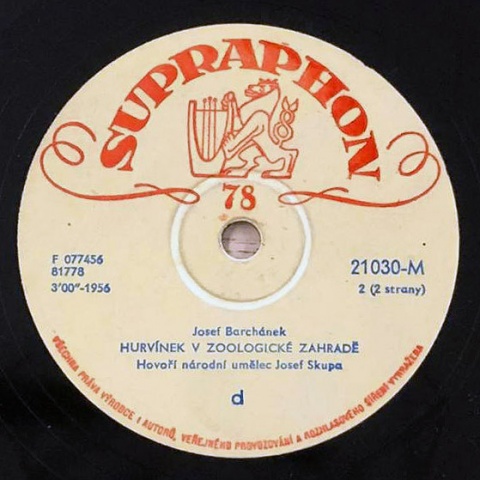 SUPRAPHON
78
F 077456
81778
3'00"-1956
21030-M
2 (2 strany)
Josef Barchánek
HURVÍNEK V ZOOLOGICKÉ ZAHRADĚ
Hovoří národní umělec Josef Skupa
d
VŠECHNA PRÁVA VÝROBCE I AUTORŮ, VEŘEJNÉHO PROVOZOVÁNÍ A ROZHLASOVÉHO ŠÍŘENÍ VYHRAŽENA